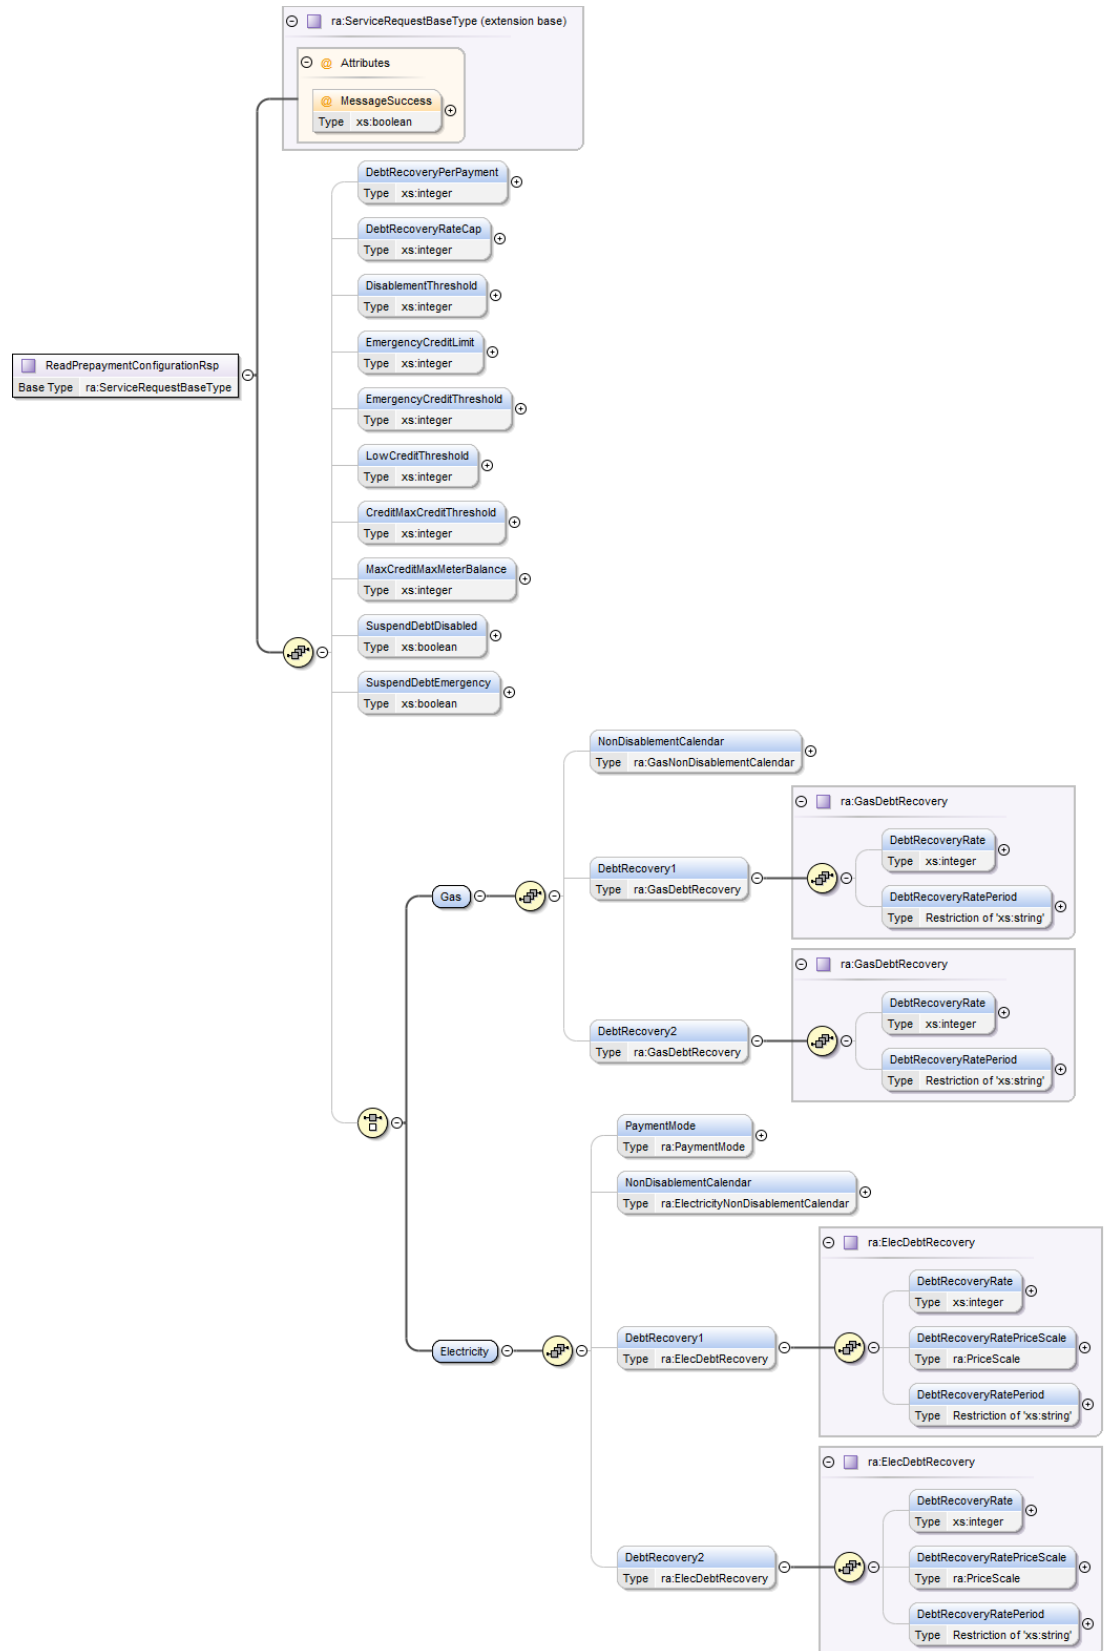 ra:ServiceRequestBaseType (extension base)
@ Attributes
@ MessageSuccess
Type xs:boolean
DebtRecoveryPerPayment
Type xs:integer
DebtRecoveryRateCap
Type xs:integer
DisablementThreshold
Type xs:integer
EmergencyCreditLimit
Type xs:integer
ReadPrepaymentConfigurationRsp
Base Type ra:ServiceRequestBaseType
EmergencyCreditThreshold
Type xs:integer
LowCreditThreshold
Type xs:integer
CreditMaxCreditThreshold
Type xs:integer
MaxCreditMaxMeterBalance
Type xs:integer
SuspendDebtDisabled
Type xs:boolean
SuspendDebtEmergency
Type xs:boolean
NonDisablementCalendar
Type ra:GasNonDisablementCalendar
ra:GasDebtRecovery
DebtRecoveryRate
Type xs:integer
DebtRecovery1
Type ra:GasDebtRecovery
DebtRecoveryRatePeriod
Type Restriction of 'xs:string'
Gas
ra:GasDebtRecovery
DebtRecoveryRate
Type xs:integer
DebtRecovery2
Type ra:GasDebtRecovery
DebtRecoveryRatePeriod
Type Restriction of 'xs:string'
PaymentMode
Type ra:PaymentMode
NonDisablementCalendar
Type ra:ElectricityNonDisablementCalendar
ra:ElecDebtRecovery
DebtRecoveryRate
Type xs:integer
Electricity
DebtRecovery1
Type ra:ElecDebtRecovery
DebtRecoveryRatePriceScale
Type ra:PriceScale
DebtRecoveryRatePeriod
Type Restriction of 'xs:string'
ra:ElecDebtRecovery
DebtRecoveryRate
Type xs:integer
DebtRecovery2
Type ra:ElecDebtRecovery
DebtRecoveryRatePriceScale
Type ra:PriceScale
DebtRecoveryRatePeriod
Type Restriction of 'xs:string'